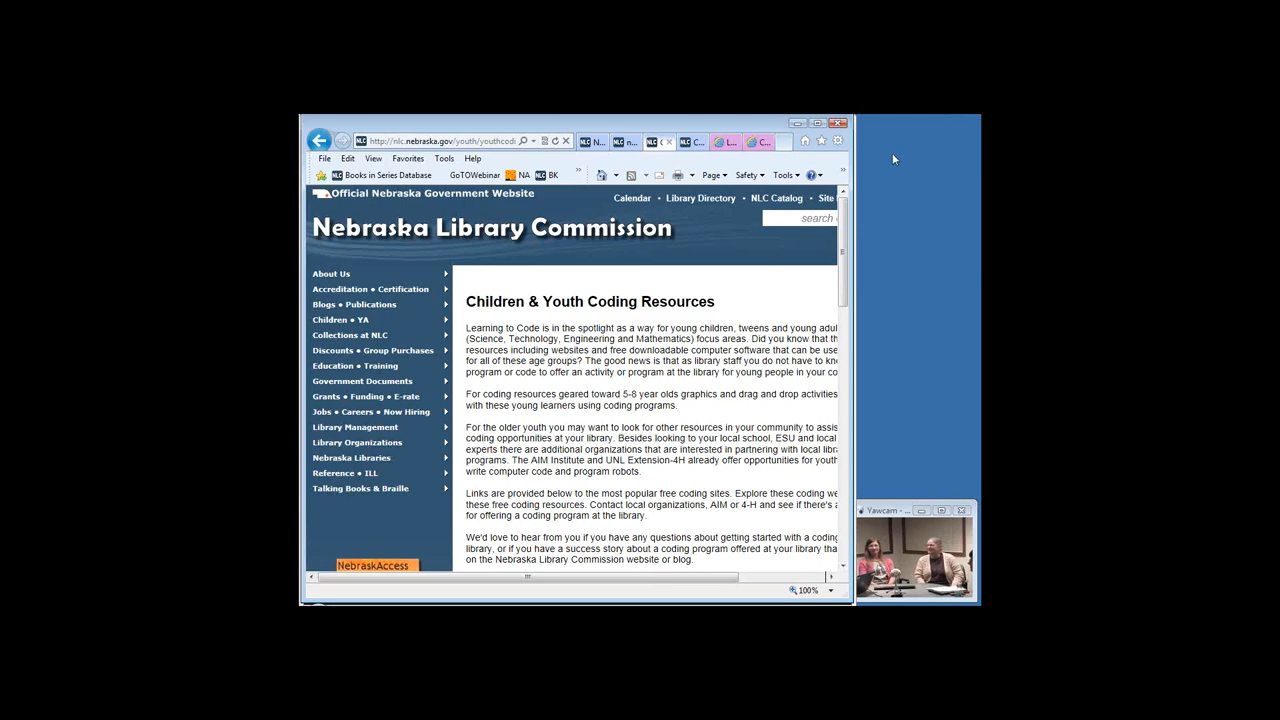 http://nlc.nebraska.gov/youth/youthcodi
N...
n...
C
C...
L...
C...
File Edit View Favorites Tools Help
Books in Series Database GoToWebinar NA BK
Page Safety Tools
Official Nebraska Government Website
Calendar • Library Directory • NLC Catalog • Site
Nebraska Library Commission
search
About Us
Accreditation • Certification
Blogs • Publications
Children • YA
Collections at NLC
Discounts • Group Purchases
Education • Training
Government Documents
Grants • Funding • E-rate
Jobs • Careers • Now Hiring
Library Management
Library Organizations
Nebraska Libraries
Reference • ILL
Talking Books & Braille
NebraskAccess
Children & Youth Coding Resources
Learning to Code is in the spotlight as a way for young children, tweens and young adul
(Science, Technology, Engineering and Mathematics) focus areas. Did you know that th
resources including websites and free downloadable computer software that can be use
for all of these age groups? The good news is that as library staff you do not have to kn
program or code to offer an activity or program at the library for young people in your co
For coding resources geared toward 5-8 year olds graphics and drag and drop activities
with these young learners using coding programs.
For the older youth you may want to look for other resources in your community to assis
coding opportunities at your library. Besides looking to your local school, ESU and local
experts there are additional organizations that are interested in partnering with local libra
programs. The AIM Institute and UNL Extension-4H already offer opportunities for youth
write computer code and program robots.
Links are provided below to the most popular free coding sites. Explore these coding we
these free coding resources. Contact local organizations, AIM or 4-H and see if there's a
for offering a coding program at the library.
We'd love to hear from you if you have any questions about getting started with a coding
library, or if you have a success story about a coding program offered at your library tha
on the Nebraska Library Commission website or blog.
100%
Yawcam - ...